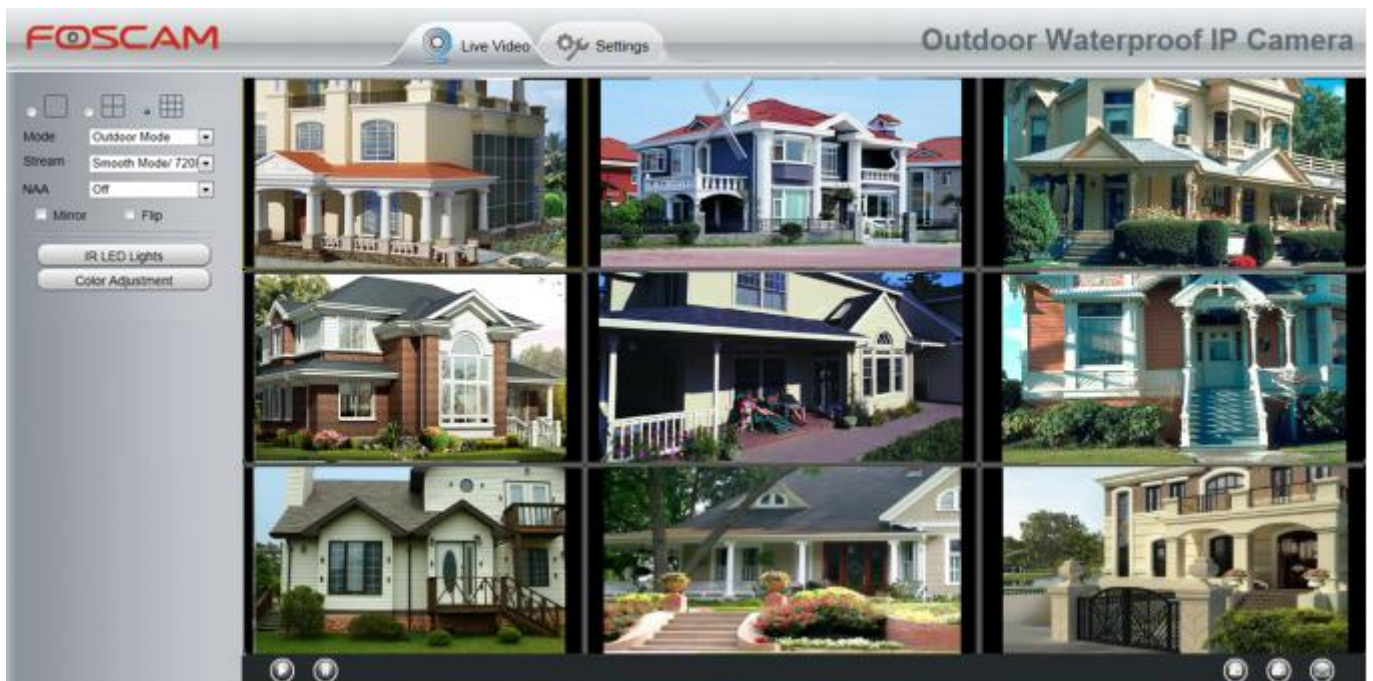 FOSCAM
Live Video
Settings
Outdoor Waterproof IP Camera
Mode
Outdoor Mode
Stream
Smooth Mode/ 720
NAA
Off
Mirror
Flip
IR LED Lights
Color Adjustment